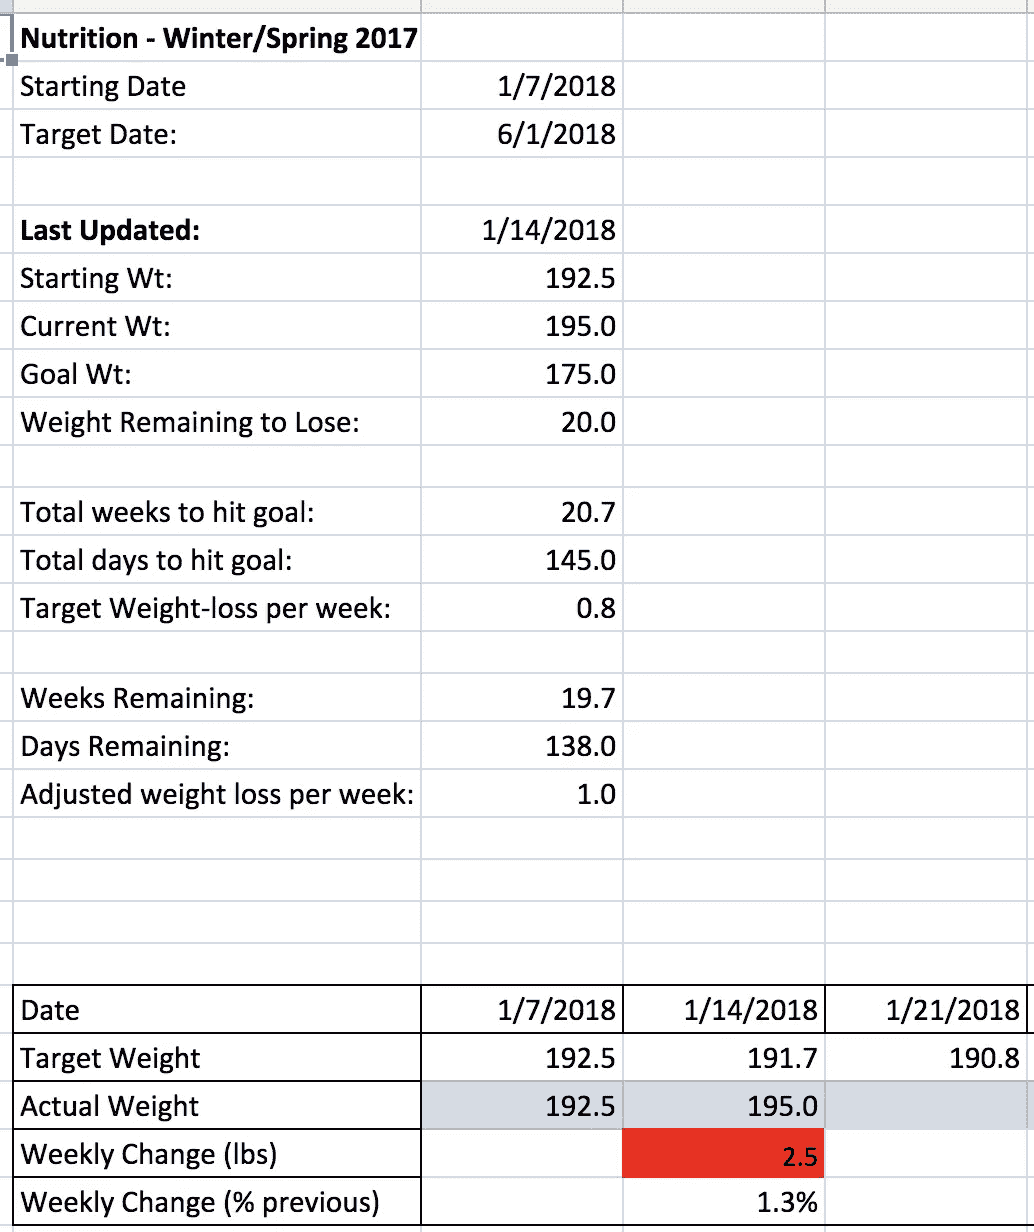 Nutrition - Winter/Spring 2017
Starting Date 1/7/2018
Target Date: 6/1/2018
Last Updated: 1/14/2018
Starting Wt: 192.5
Current Wt: 195.0
Goal Wt: 175.0
Weight Remaining to Lose: 20.0
Total weeks to hit goal: 20.7
Total days to hit goal: 145.0
Target Weight-loss per week: 0.8
Weeks Remaining: 19.7
Days Remaining: 138.0
Adjusted weight loss per week: 1.0
Date 1/7/2018 1/14/2018 1/21/2018
Target Weight 192.5 191.7 190.8
Actual Weight 192.5 195.0
Weekly Change (lbs) 2.5
Weekly Change (% previous) 1.3%